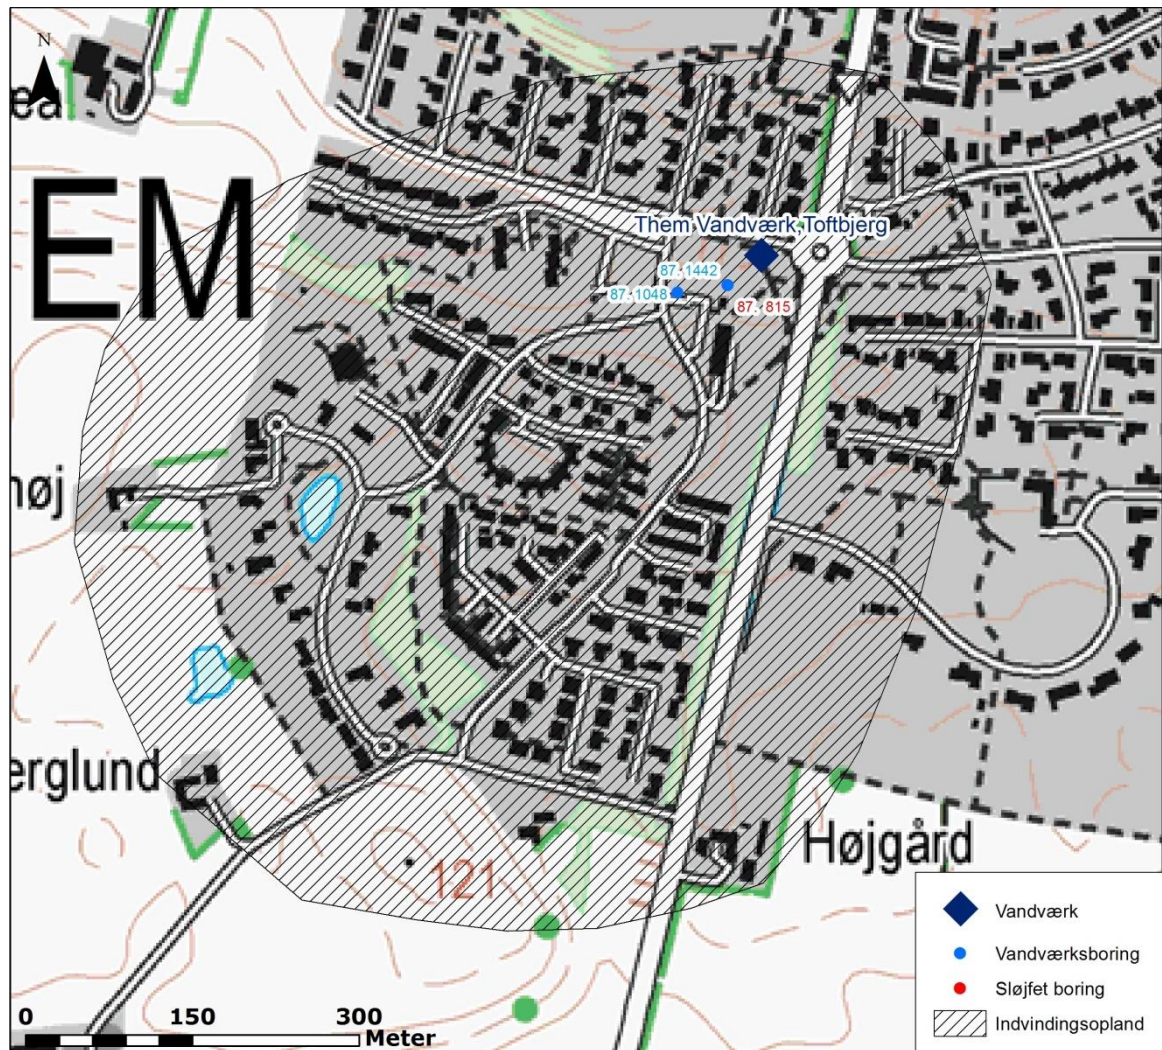 N
ea
EM
Them Vandværk,Toftbjerg
87. 1442
87. 1048
87. 815
høj
erglund
Højgård
121
Vandværk
Vandværksboring
Sløjfet boring
Indvindingsopland
0 150 300
Meter